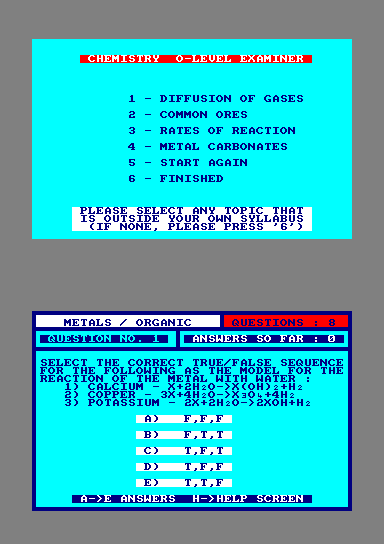 CHEMISTRY O-LEVEL EXAMINER
1 - DIFFUSION OF GASES
2 - COMMON ORES
3 - RATES OF REACTION
4 - METAL CARBONATES
5 - START AGAIN
6 - FINISHED
PLEASE SELECT ANY TOPIC THAT
IS OUTSIDE YOUR OWN SYLLABUS
(IF NONE, PLEASE PRESS '6')
METALS / ORGANIC QUESTIONS : 8
QUESTION NO. 1 ANSWERS SO FAR : 0
SELECT THE CORRECT TRUE/FALSE SEQUENCE
FOR THE FOLLOWING AS THE MODEL FOR THE
REACTION OF THE METAL WITH WATER :
1) CALCIUM - X+2H₂O->X(OH)₂+H₂
2) COPPER - 3X+4H₂O->X₃O₄+4H₂
3) POTASSIUM - 2X+2H₂O->2XOH+H₂
A) F,F,F
B) F,T,T
C) T,F,T
D) T,F,F
E) T,T,F
A->E ANSWERS H->HELP SCREEN